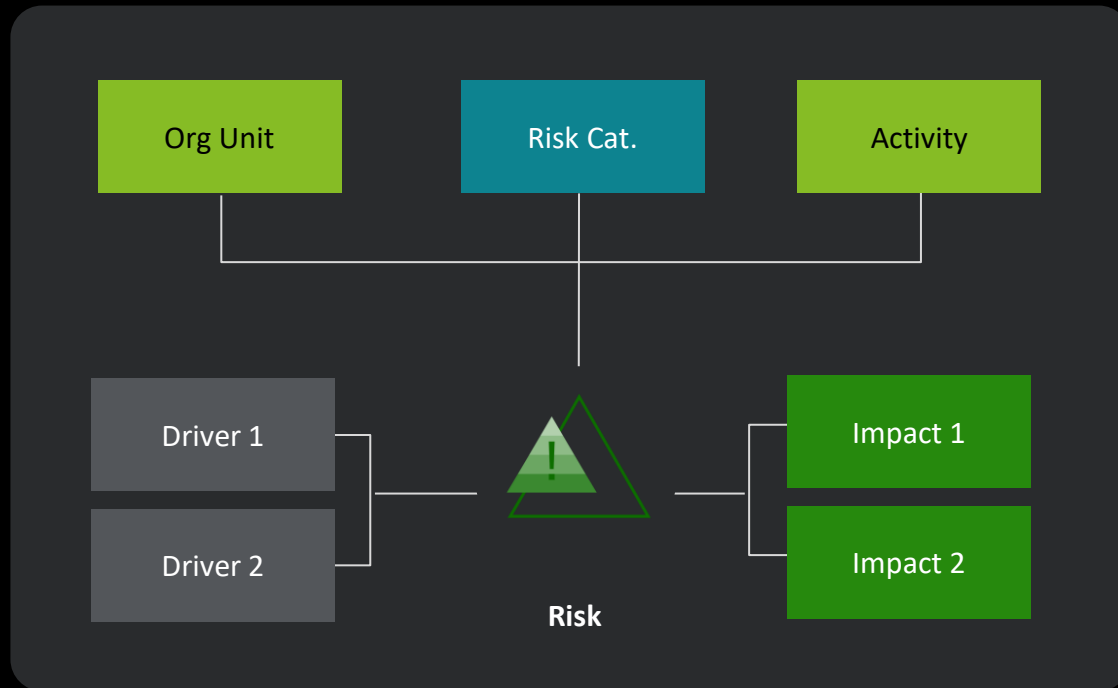 Org Unit
Risk Cat.
Activity
Driver 1
Impact 1
!
Driver 2
Impact 2
Risk